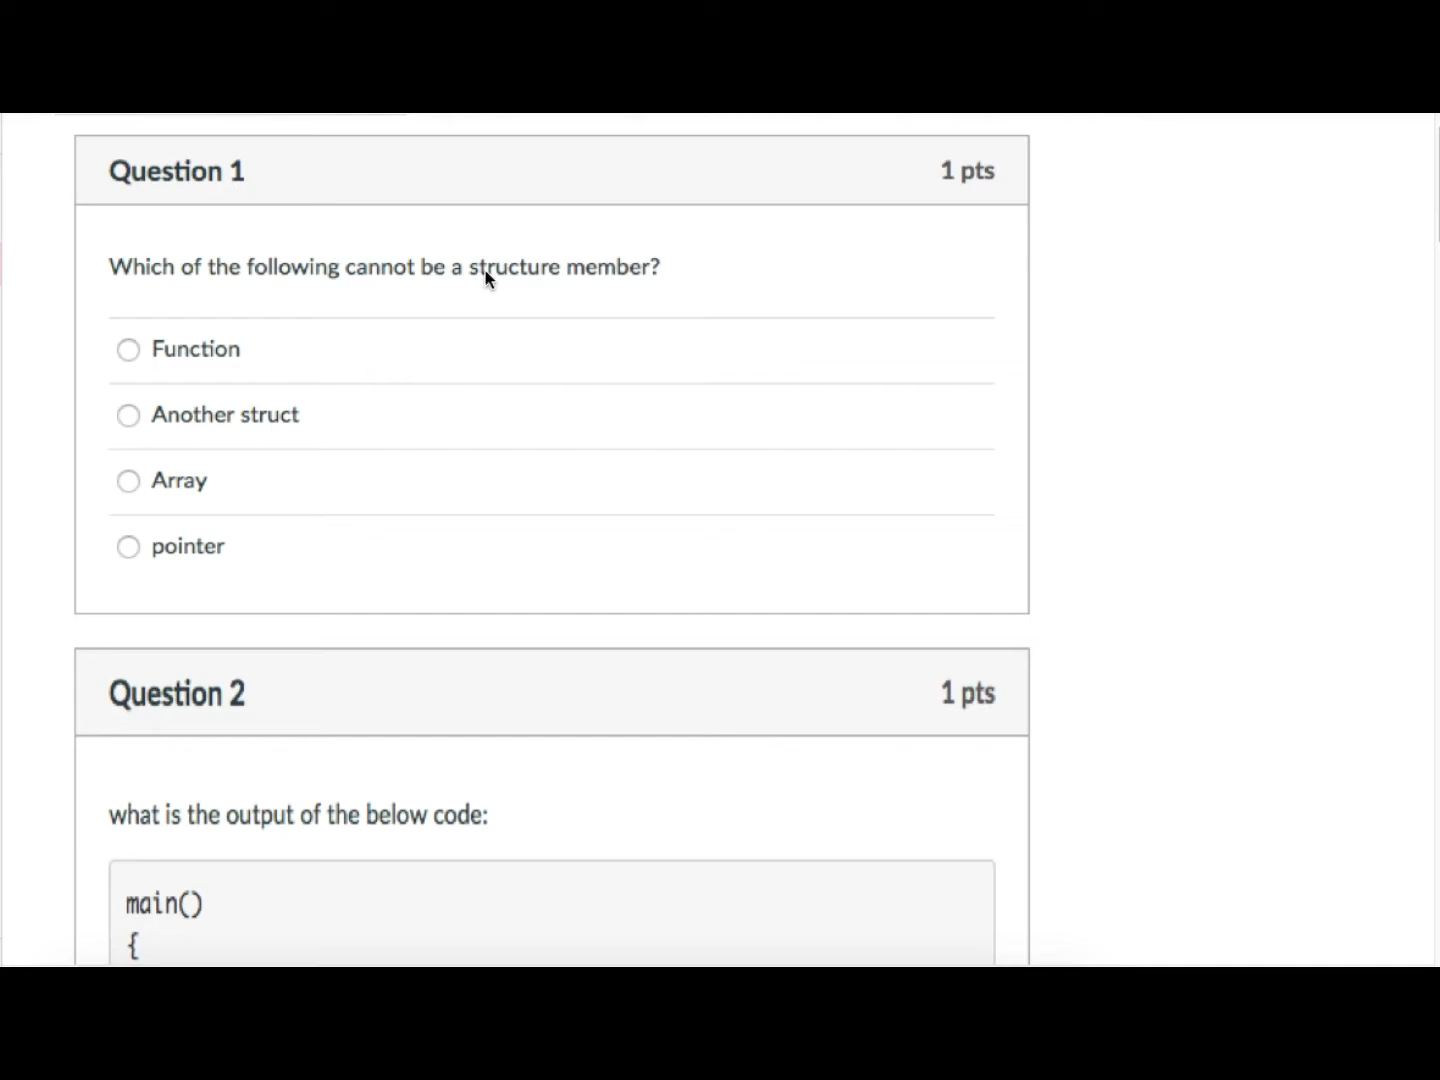 Question 1
1 pts
Which of the following cannot be a structure member?
Function
Another struct
Array
pointer
Question 2
1 pts
what is the output of the below code:
main()
{